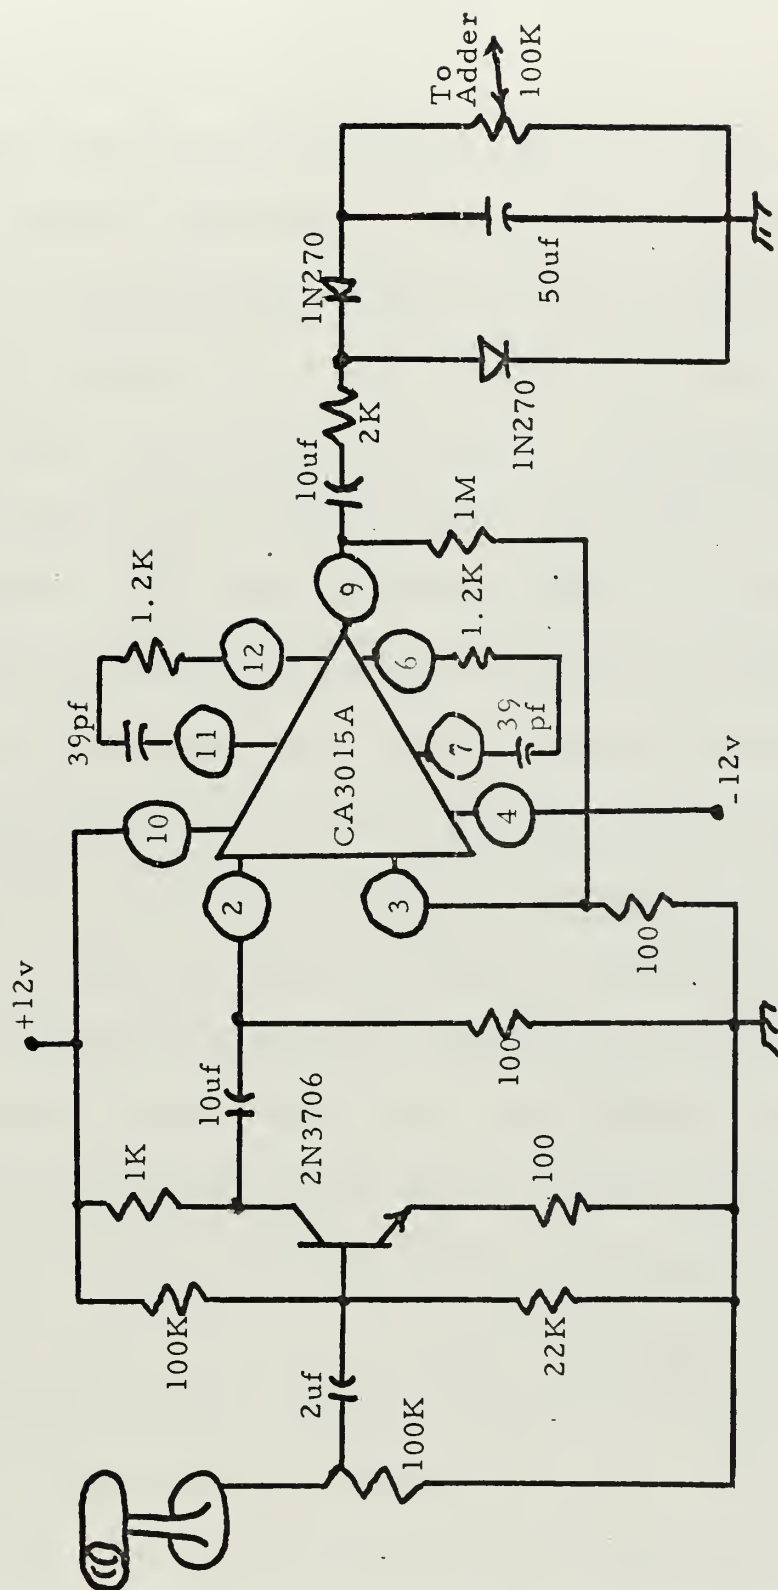 +12v
100K
1K
10uf
2uf
100K
2N3706
22K
100
100
100
2
3
10
4
11
7
12
6
9
CA3015A
39pf
1.2K
39
pf
1.2K
-12v
1M
10uf
2K
1N270
1N270
50uf
To
Adder
100K